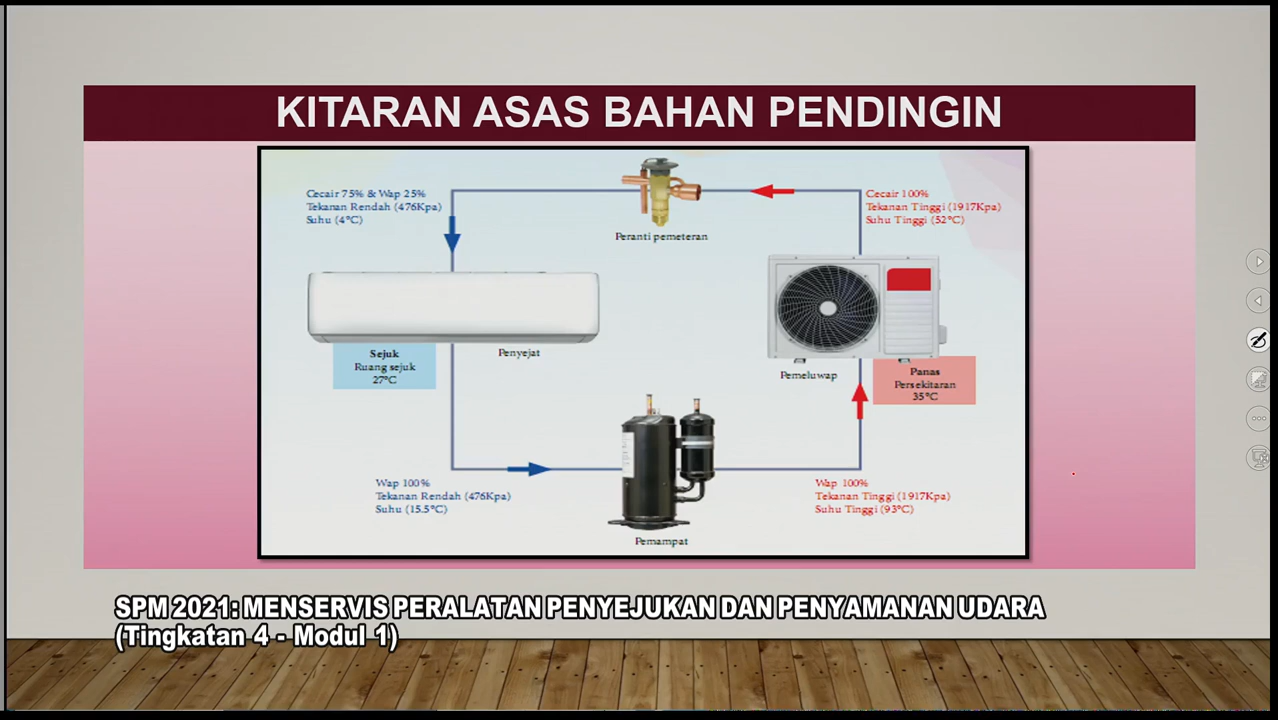 KITARAN ASAS BAHAN PENDINGIN
Cecair 75% & Wap 25%
Tekanan Rendah (476Kpa)
Suhu (4°C)
Peranti pemeteran
Cecair 100%
Tekanan Tinggi (1917Kpa)
Suhu Tinggi (52°C)
Penyejat
Sejuk
Ruang sejuk
27°C
Pemeluwap
Panas
Persekitaran
35°C
Wap 100%
Tekanan Rendah (476Kpa)
Suhu (15.5°C)
Pemampat
Wap 100%
Tekanan Tinggi (1917Kpa)
Suhu Tinggi (93°C)
SPM 2021: MENSERVIS PERALATAN PENYEJUKAN DAN PENYAMANAN UDARA
(Tingkatan 4 - Modul 1)